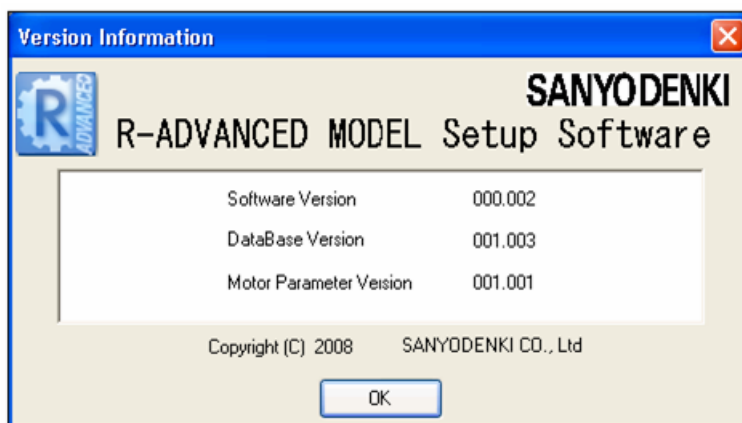 Version Information
R ADVANCED
SANYODENKI
R-ADVANCED MODEL Setup Software
Software Version 000.002
DataBase Version 001.003
Motor Parameter Version 001.001
Copyright (C) 2008 SANYODENKI CO., Ltd
OK